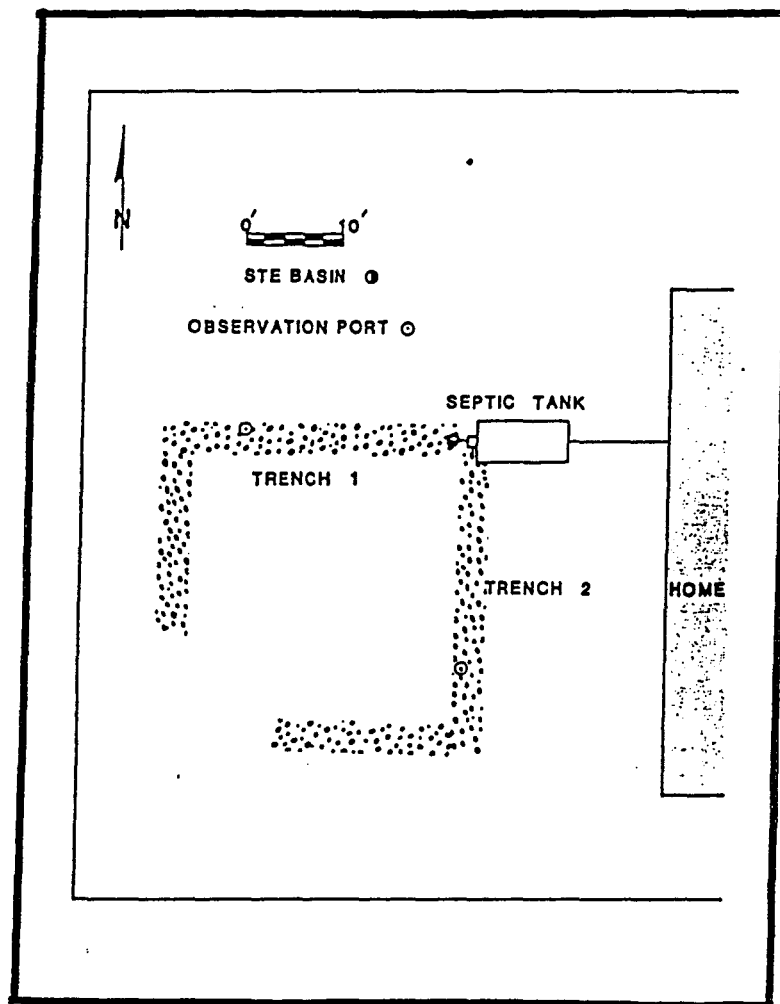 N
0' 10'
STE BASIN
OBSERVATION PORT
SEPTIC TANK
TRENCH 1
TRENCH 2
HOME